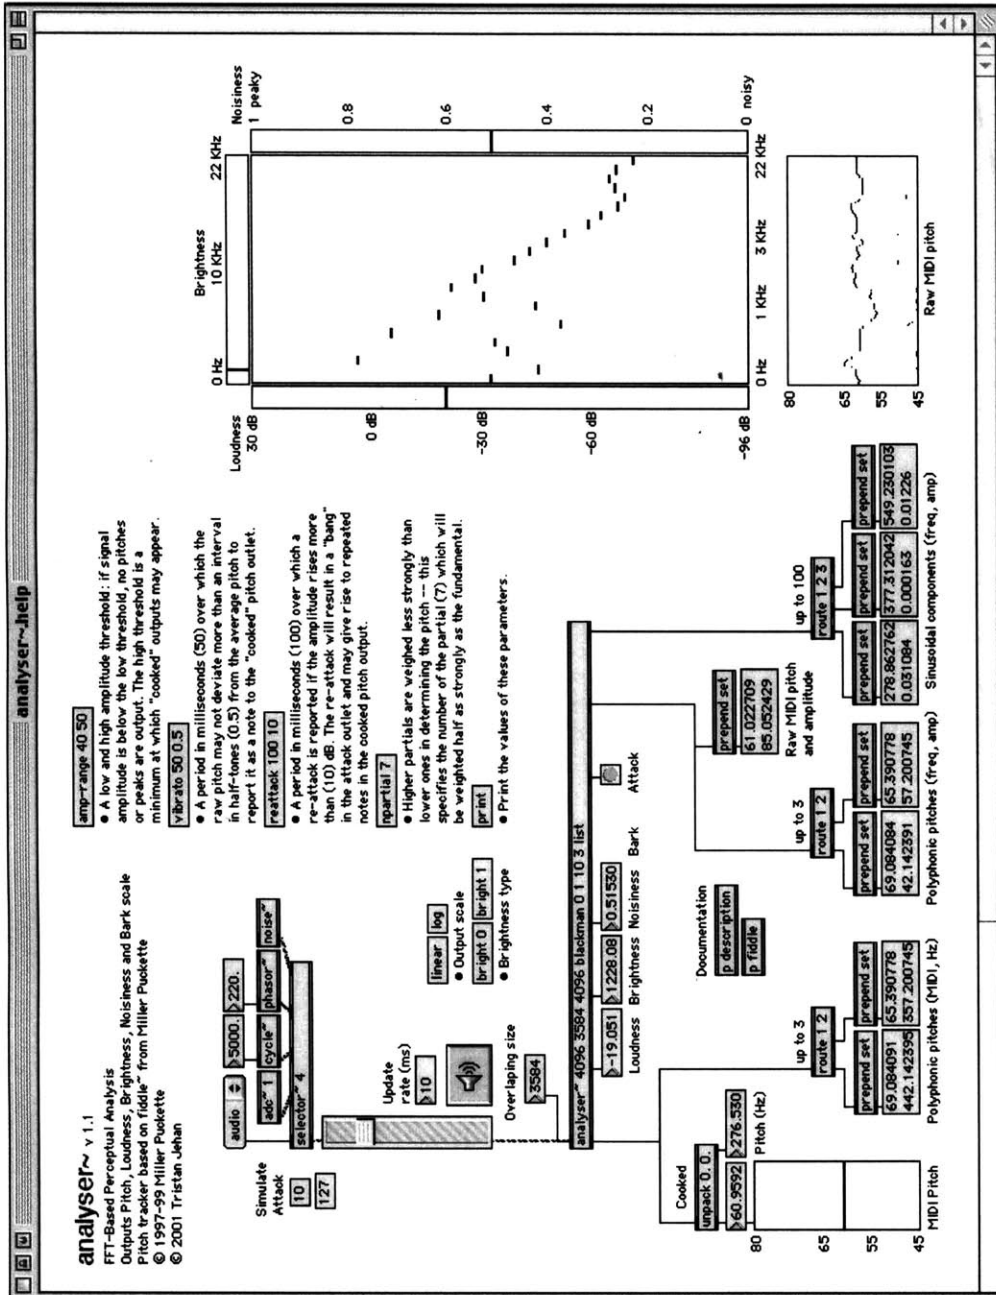 analyser~.help
analyser~ v 1.1
FFT-Based Perceptual Analysis
Outputs Pitch, Loudness, Brightness, Noisiness and Bark scale
Pitch tracker based on fiddle~ from Miller Puckette
© 1997-99 Miller Puckette
© 2001 Tristan Jehan
amp-range 40 50
• A low and high amplitude threshold: if signal
amplitude is below the low threshold, no pitches
or peaks are output. The high threshold is a
minimum at which "cooked" outputs may appear.
vibrato 50 0.5
• A period in milliseconds (50) over which the
raw pitch may not deviate more than an interval
in half-tones (0.5) from the average pitch to
report it as a note to the "cooked" pitch outlet.
reattack 100 10
• A period in milliseconds (100) over which a
re-attack is reported if the amplitude rises more
than (10) dB. The re-attack will result in a "bang"
in the attack outlet and may give rise to repeated
notes in the cooked pitch output.
npartial 7
• Higher partials are weighed less strongly than
lower ones in determining the pitch -- this
specifies the number of the partial (7) which will
be weighted half as strongly as the fundamental.
print
• Print the values of these parameters.
audio
5000.
220.
adc~ 1
cycle~
phasor~
noise~
selector~ 4
Simulate
Attack
10
127
Update
rate (ms)
10
Overlaping size
3584
linear
log
• Output scale
bright 0
bright 1
• Brightness type
analyser~ 4096 3584 4096 blackman 0 1 10 3 list
-19.051
1228.08
0.51530
Loudness
Brightness
Noisiness
Bark
Attack
Documentation
p description
p fiddle
Cooked
unpack 0. 0.
60.9592
276.530
Pitch (Hz)
80
65
55
45
MIDI Pitch
up to 3
route 1 2
prepend set
prepend set
69.084091
442.142395
65.390778
357.200745
Polyphonic pitches (MIDI, Hz)
up to 3
route 1 2
prepend set
prepend set
69.084084
42.142391
65.390778
57.200745
Polyphonic pitches (freq, amp)
prepend set
61.022709
85.052429
Raw MIDI pitch
and amplitude
up to 100
route 1 2 3
prepend set
prepend set
prepend set
278.862762
0.031084
377.312042
0.000163
549.230103
0.01226
Sinusoidal components (freq, amp)
Loudness
30 dB
0 dB
-30 dB
-60 dB
-96 dB
Brightness
0 Hz
10 KHz
22 KHz
Noisiness
1 peaky
0.8
0.6
0.4
0.2
0 noisy
0 Hz
1 KHz
3 KHz
22 KHz
80
65
55
45
Raw MIDI pitch